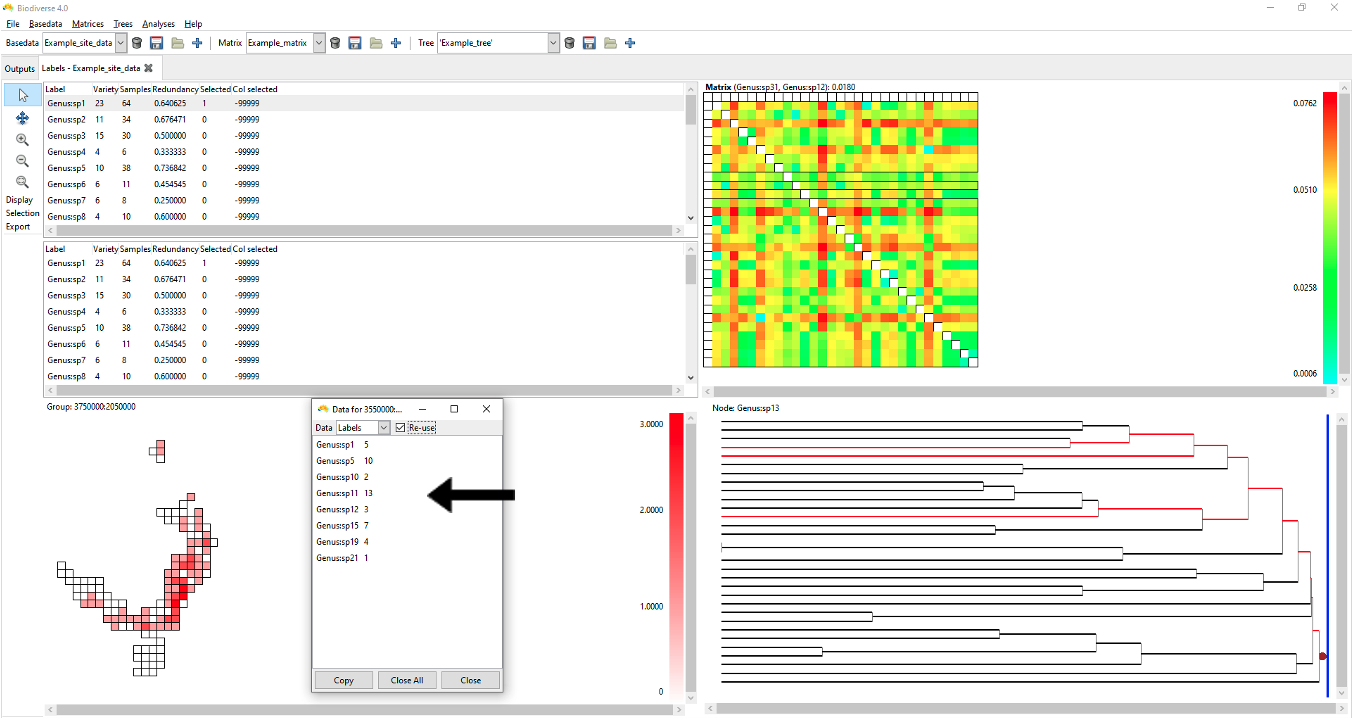 Biodiverse 4.0
File Basedata Matrices Trees Analyses Help
Basedata Example_site_data Matrix Example_matrix Tree 'Example_tree'
Outputs Labels - Example_site_data
Label Variety Samples Redundancy Selected Col selected
Genus:sp1 23 64 0.640625 1 -99999
Genus:sp2 11 34 0.676471 0 -99999
Genus:sp3 15 30 0.500000 0 -99999
Genus:sp4 4 6 0.333333 0 -99999
Genus:sp5 10 38 0.736842 0 -99999
Genus:sp6 6 11 0.454545 0 -99999
Genus:sp7 6 8 0.250000 0 -99999
Genus:sp8 4 10 0.600000 0 -99999
Display
Selection
Export
Label Variety Samples Redundancy Selected Col selected
Genus:sp1 23 64 0.640625 1 -99999
Genus:sp2 11 34 0.676471 0 -99999
Genus:sp3 15 30 0.500000 0 -99999
Genus:sp4 4 6 0.333333 0 -99999
Genus:sp5 10 38 0.736842 0 -99999
Genus:sp6 6 11 0.454545 0 -99999
Genus:sp7 6 8 0.250000 0 -99999
Genus:sp8 4 10 0.600000 0 -99999
Matrix (Genus:sp31, Genus:sp12): 0.0180
0.0762
0.0510
0.0258
0.0006
Group: 3750000:2050000
Data for 3550000:...
Data Labels Re-use
Genus:sp1 5
Genus:sp5 10
Genus:sp10 2
Genus:sp11 13
Genus:sp12 3
Genus:sp15 7
Genus:sp19 4
Genus:sp21 1
Copy Close All Close
3.0000
2.0000
1.0000
0
Node: Genus:sp13